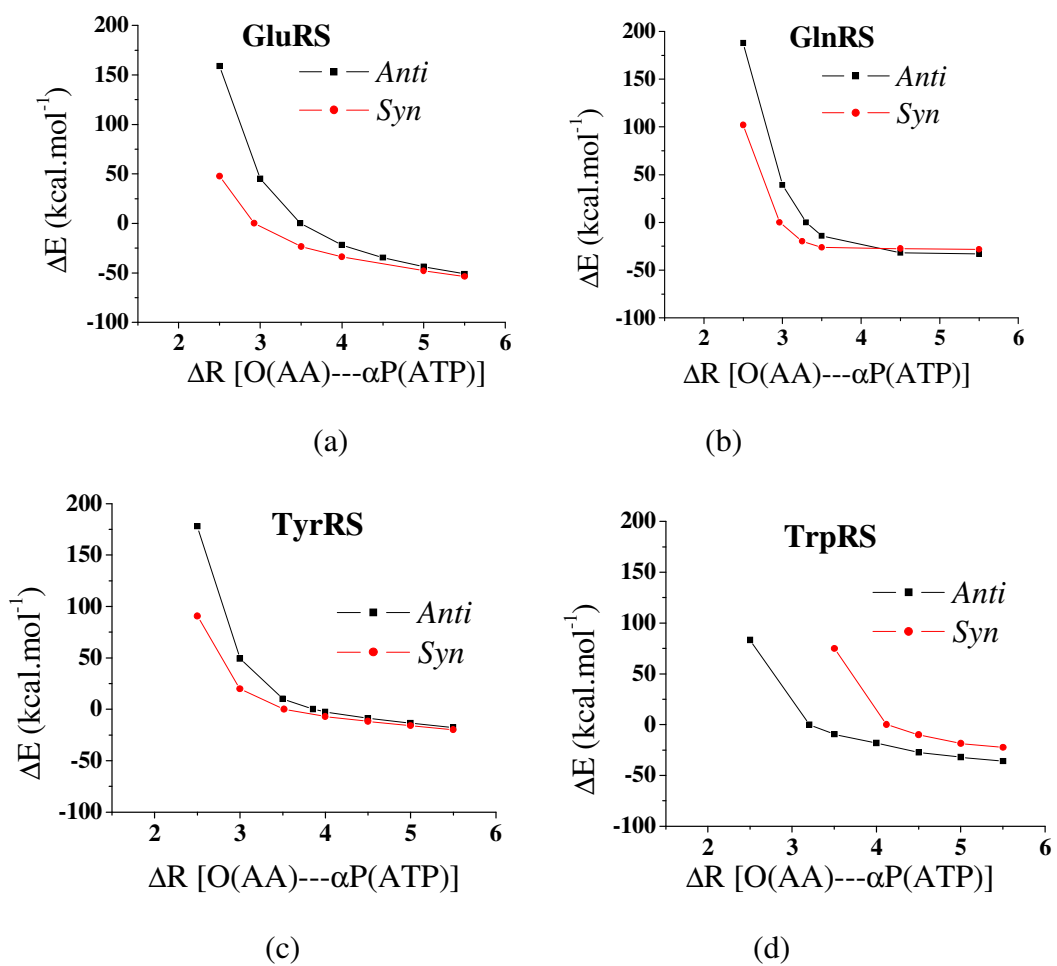 GluRS
Anti
Syn
200
150
100
50
0
-50
-100
2 3 4 5 6
ΔE (kcal.mol⁻¹)
ΔR [O(AA)---αP(ATP)]
(a)
GlnRS
Anti
Syn
200
150
100
50
0
-50
-100
2 3 4 5 6
ΔE (kcal.mol⁻¹)
ΔR [O(AA)---αP(ATP)]
(b)
TyrRS
Anti
Syn
200
150
100
50
0
-50
-100
2 3 4 5 6
ΔE (kcal.mol⁻¹)
ΔR [O(AA)---αP(ATP)]
(c)
TrpRS
Anti
Syn
200
150
100
50
0
-50
-100
2 3 4 5 6
ΔE (kcal.mol⁻¹)
ΔR [O(AA)---αP(ATP)]
(d)